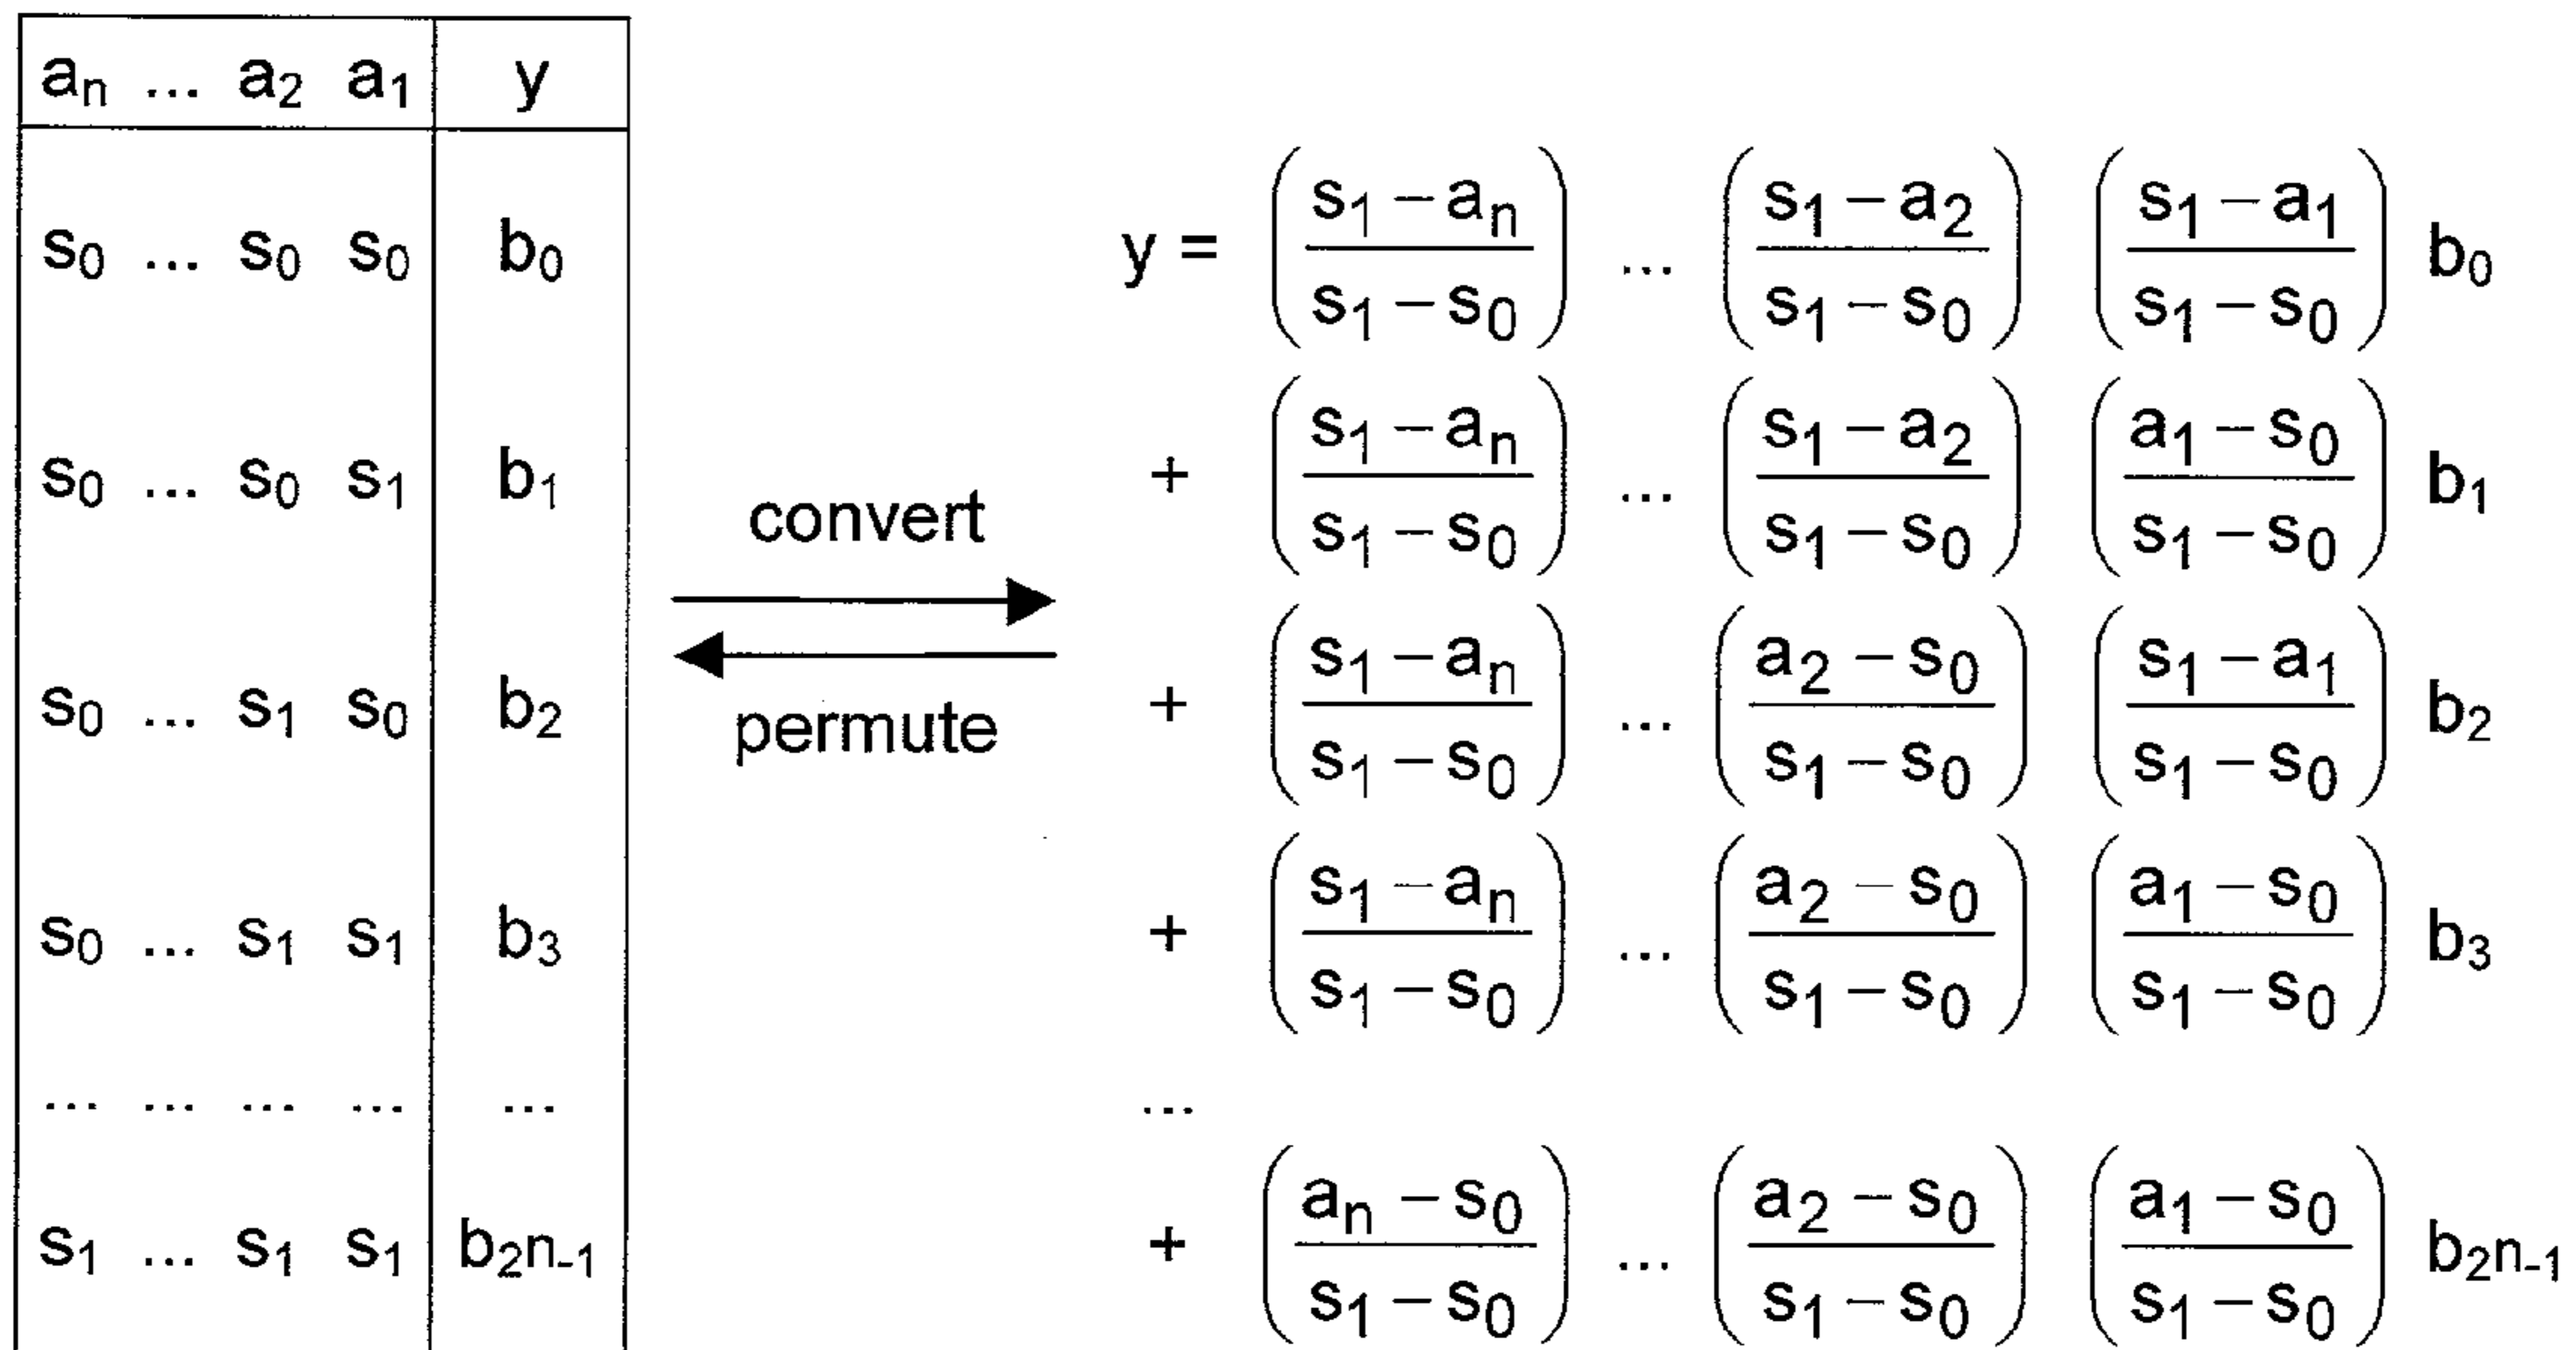 aₙ ... a₂ a₁ y
s₀ ... s₀ s₀ b₀
s₀ ... s₀ s₁ b₁
s₀ ... s₁ s₀ b₂
s₀ ... s₁ s₁ b₃
... ... ... ... ...
s₁ ... s₁ s₁ b₂n₋₁
convert
permute
y = ((s₁ – aₙ)/(s₁ – s₀)) ... ((s₁ – a₂)/(s₁ – s₀)) ((s₁ – a₁)/(s₁ – s₀)) b₀
+ ((s₁ – aₙ)/(s₁ – s₀)) ... ((s₁ – a₂)/(s₁ – s₀)) ((a₁ – s₀)/(s₁ – s₀)) b₁
+ ((s₁ – aₙ)/(s₁ – s₀)) ... ((a₂ – s₀)/(s₁ – s₀)) ((s₁ – a₁)/(s₁ – s₀)) b₂
+ ((s₁ – aₙ)/(s₁ – s₀)) ... ((a₂ – s₀)/(s₁ – s₀)) ((a₁ – s₀)/(s₁ – s₀)) b₃
...
+ ((aₙ – s₀)/(s₁ – s₀)) ... ((a₂ – s₀)/(s₁ – s₀)) ((a₁ – s₀)/(s₁ – s₀)) b₂n₋₁